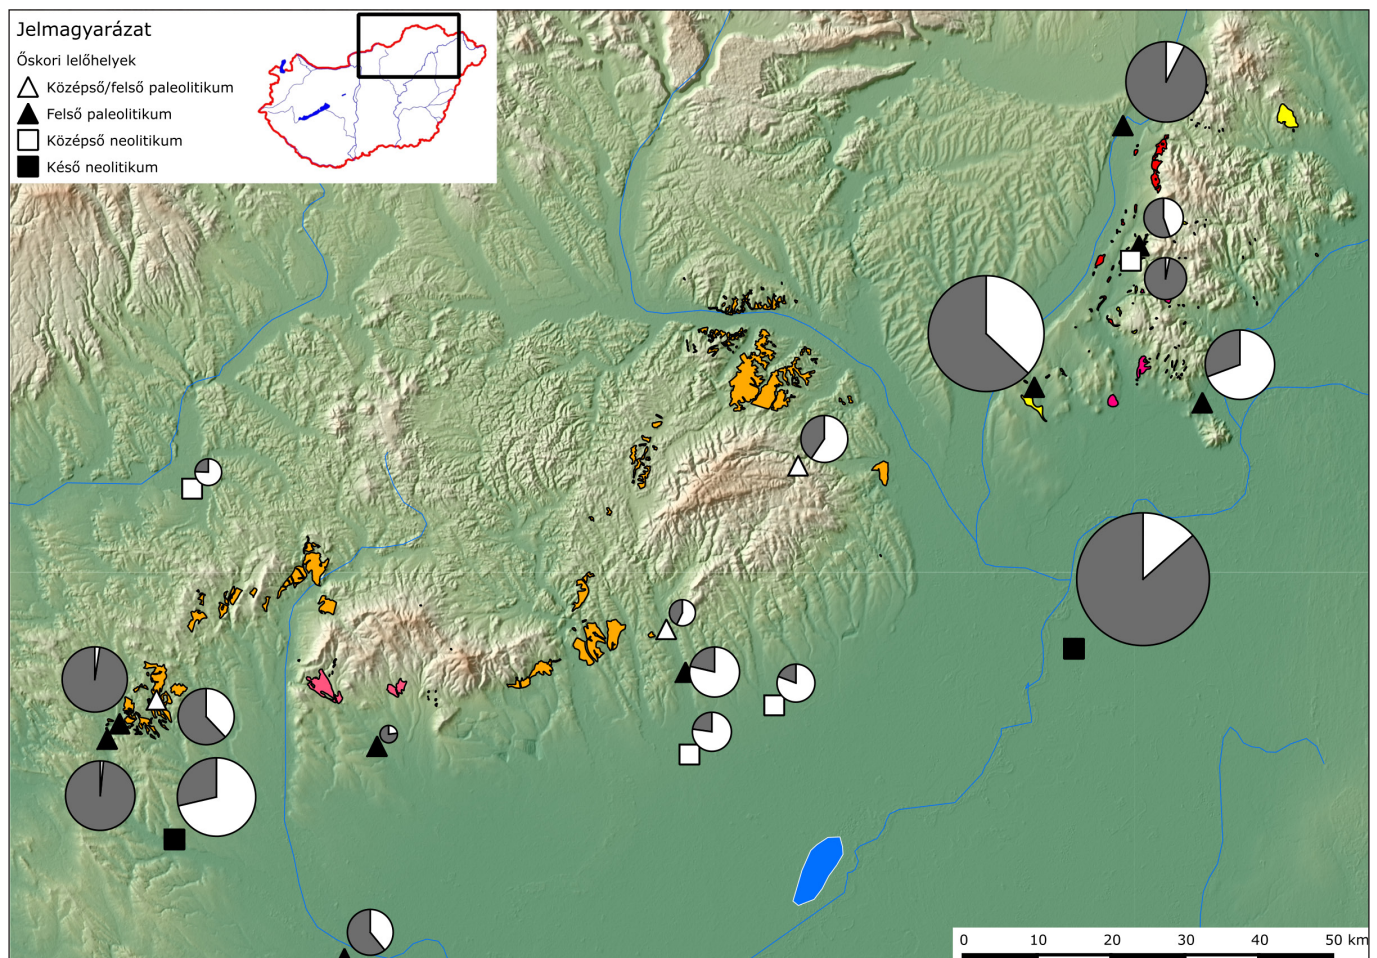 Jelmagyarázat
Őskori lelőhelyek
Középső/felső paleolitikum
Felső paleolitikum
Középső neolitikum
Késő neolitikum
0 10 20 30 40 50 km